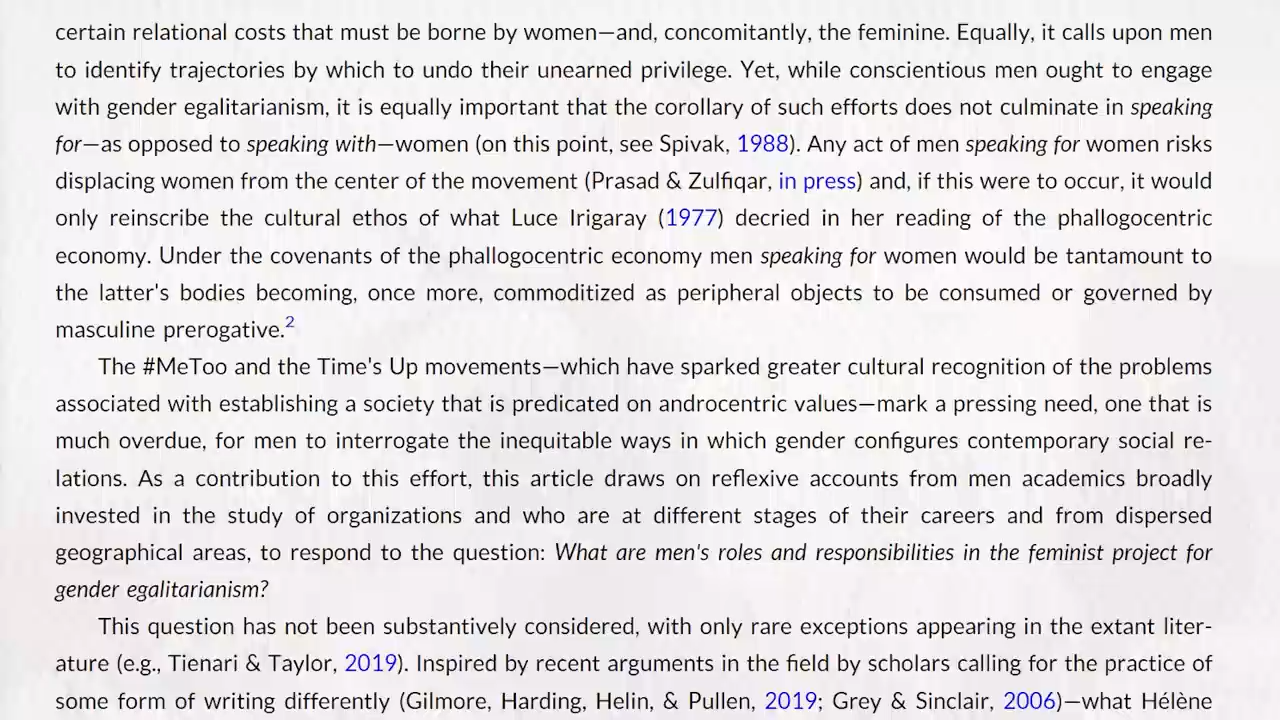 certain relational costs that must be borne by women—and, concomitantly, the feminine. Equally, it calls upon men
to identify trajectories by which to undo their unearned privilege. Yet, while conscientious men ought to engage
with gender egalitarianism, it is equally important that the corollary of such efforts does not culminate in speaking
for—as opposed to speaking with—women (on this point, see Spivak, 1988). Any act of men speaking for women risks
displacing women from the center of the movement (Prasad & Zulfiqar, in press) and, if this were to occur, it would
only reinscribe the cultural ethos of what Luce Irigaray (1977) decried in her reading of the phallogocentric
economy. Under the covenants of the phallogocentric economy men speaking for women would be tantamount to
the latter's bodies becoming, once more, commoditized as peripheral objects to be consumed or governed by
masculine prerogative.2
The #MeToo and the Time's Up movements—which have sparked greater cultural recognition of the problems
associated with establishing a society that is predicated on androcentric values—mark a pressing need, one that is
much overdue, for men to interrogate the inequitable ways in which gender configures contemporary social re-
lations. As a contribution to this effort, this article draws on reflexive accounts from men academics broadly
invested in the study of organizations and who are at different stages of their careers and from dispersed
geographical areas, to respond to the question: What are men's roles and responsibilities in the feminist project for
gender egalitarianism?
This question has not been substantively considered, with only rare exceptions appearing in the extant liter-
ature (e.g., Tienari & Taylor, 2019). Inspired by recent arguments in the field by scholars calling for the practice of
some form of writing differently (Gilmore, Harding, Helin, & Pullen, 2019; Grey & Sinclair, 2006)—what Hélène